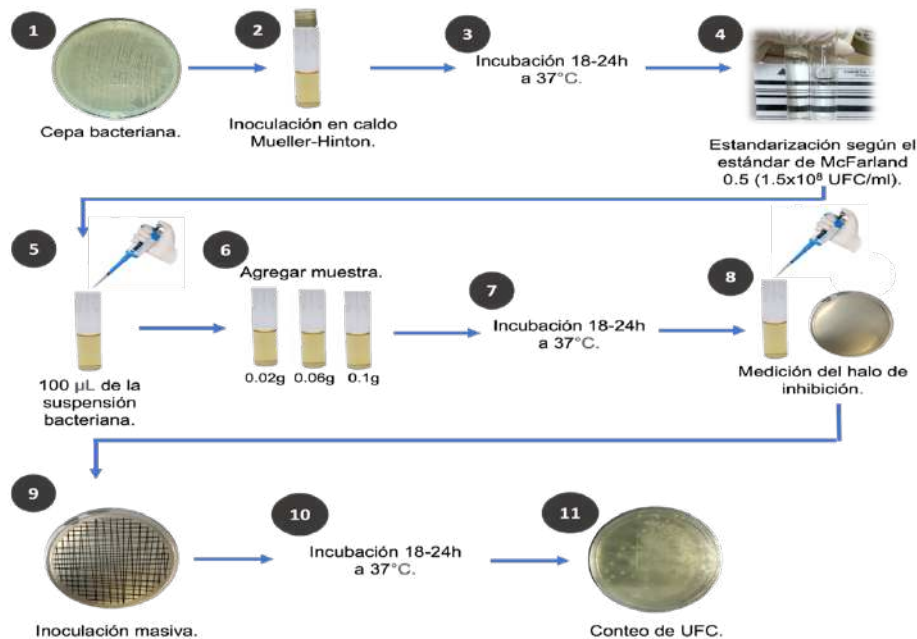 1
Cepa bacteriana.
2
Inoculación en caldo
Mueller-Hinton.
3
Incubación 18-24h
a 37°C.
4
Estandarización según el
estándar de McFarland
0.5 (1.5x10⁸ UFC/ml).
5
100 µL de la
suspensión
bacteriana.
6
Agregar muestra.
0.02g 0.06g 0.1g
7
Incubación 18-24h
a 37°C.
8
Medición del halo de
inhibición.
9
Inoculación masiva.
10
Incubación 18-24h
a 37°C.
11
Conteo de UFC.